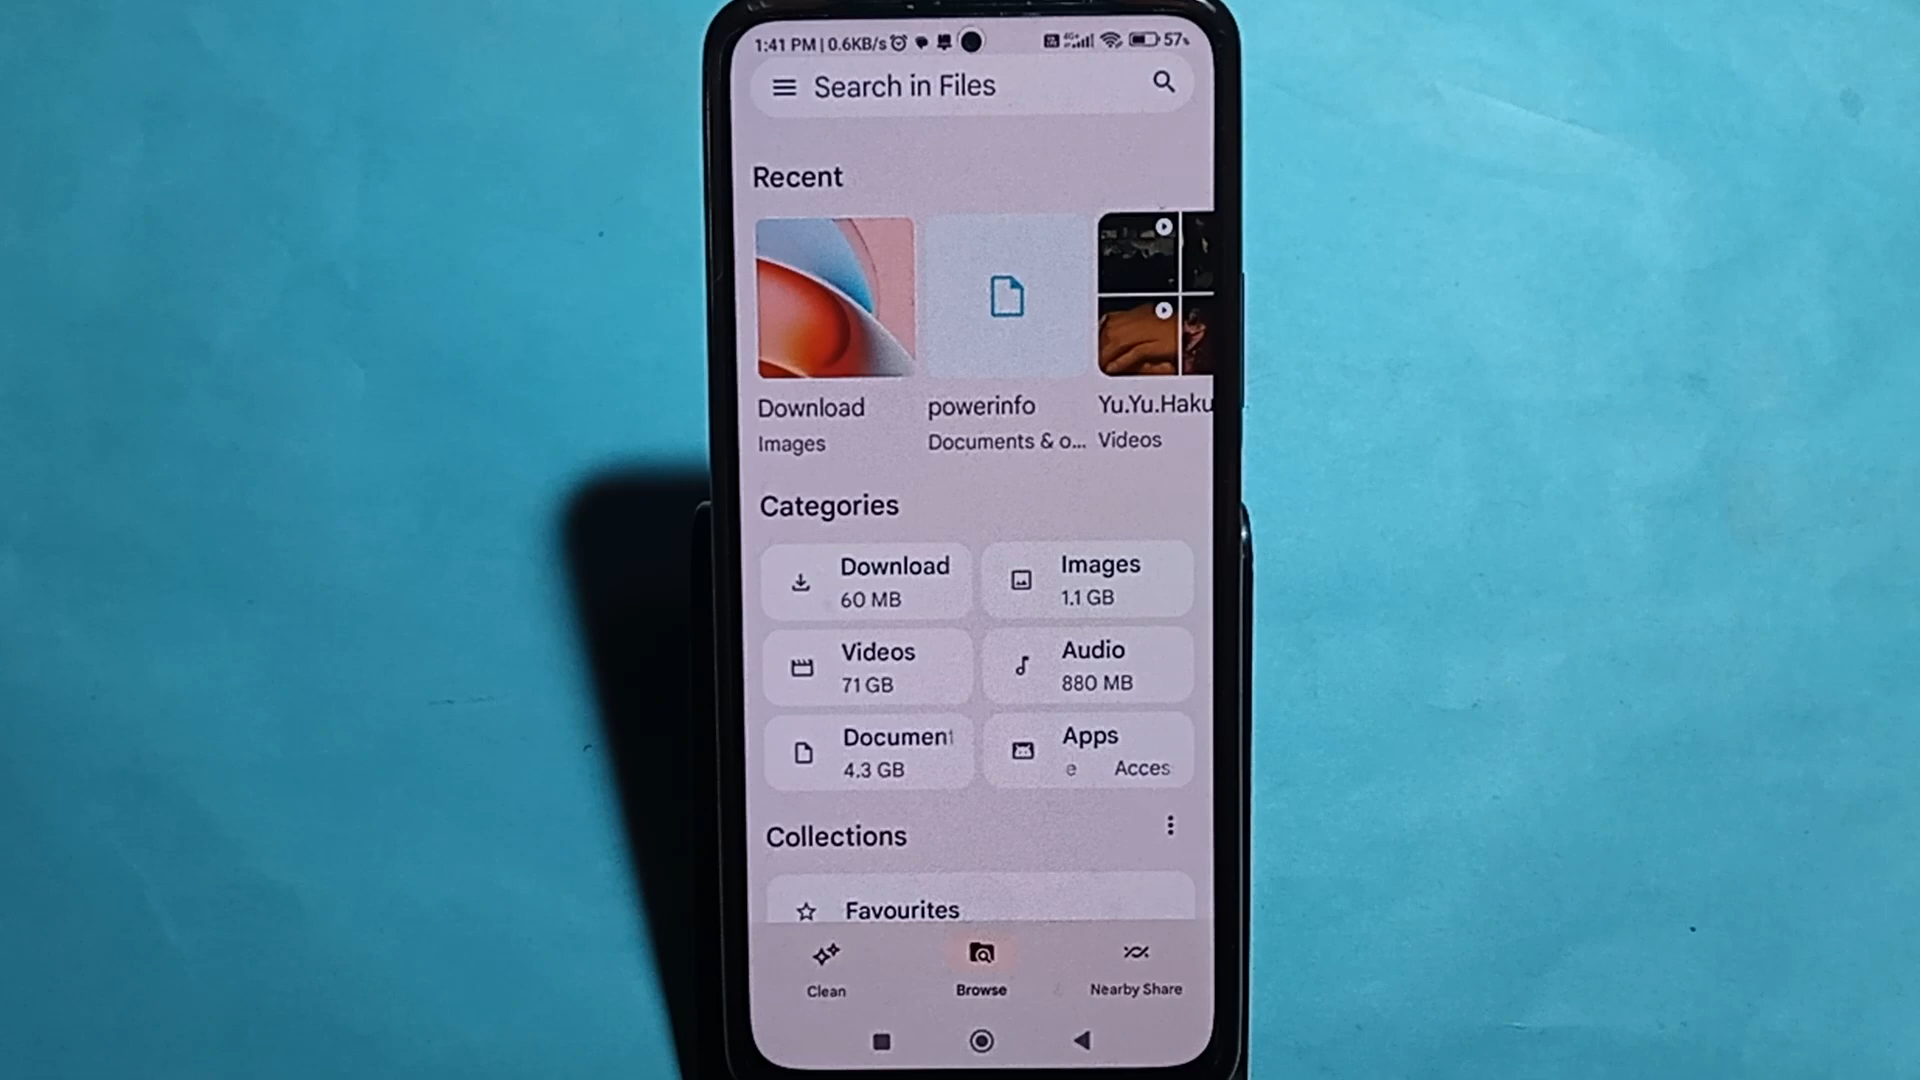 1:41 PM | 0.6KB/s
57%
Search in Files
Recent
Download
Images
powerinfo
Documents & o...
Yu.Yu.Haku
Videos
Categories
Download
60 MB
Images
1.1 GB
Videos
71 GB
Audio
880 MB
Document
4.3 GB
Apps
e Acces
Collections
Favourites
Clean
Browse
Nearby Share